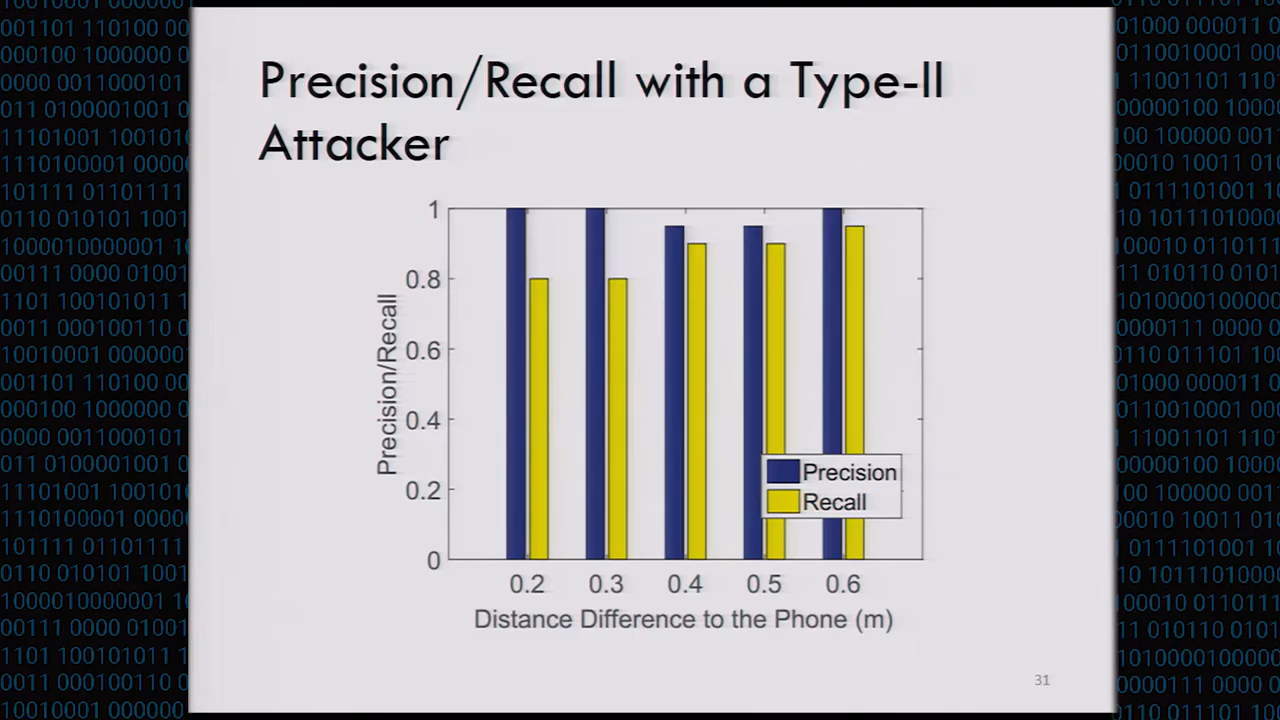 Precision/Recall with a Type-II
Attacker
1
0.8
0.6
0.4
0.2
0
Precision/Recall
Precision
Recall
0.2 0.3 0.4 0.5 0.6
Distance Difference to the Phone (m)
31